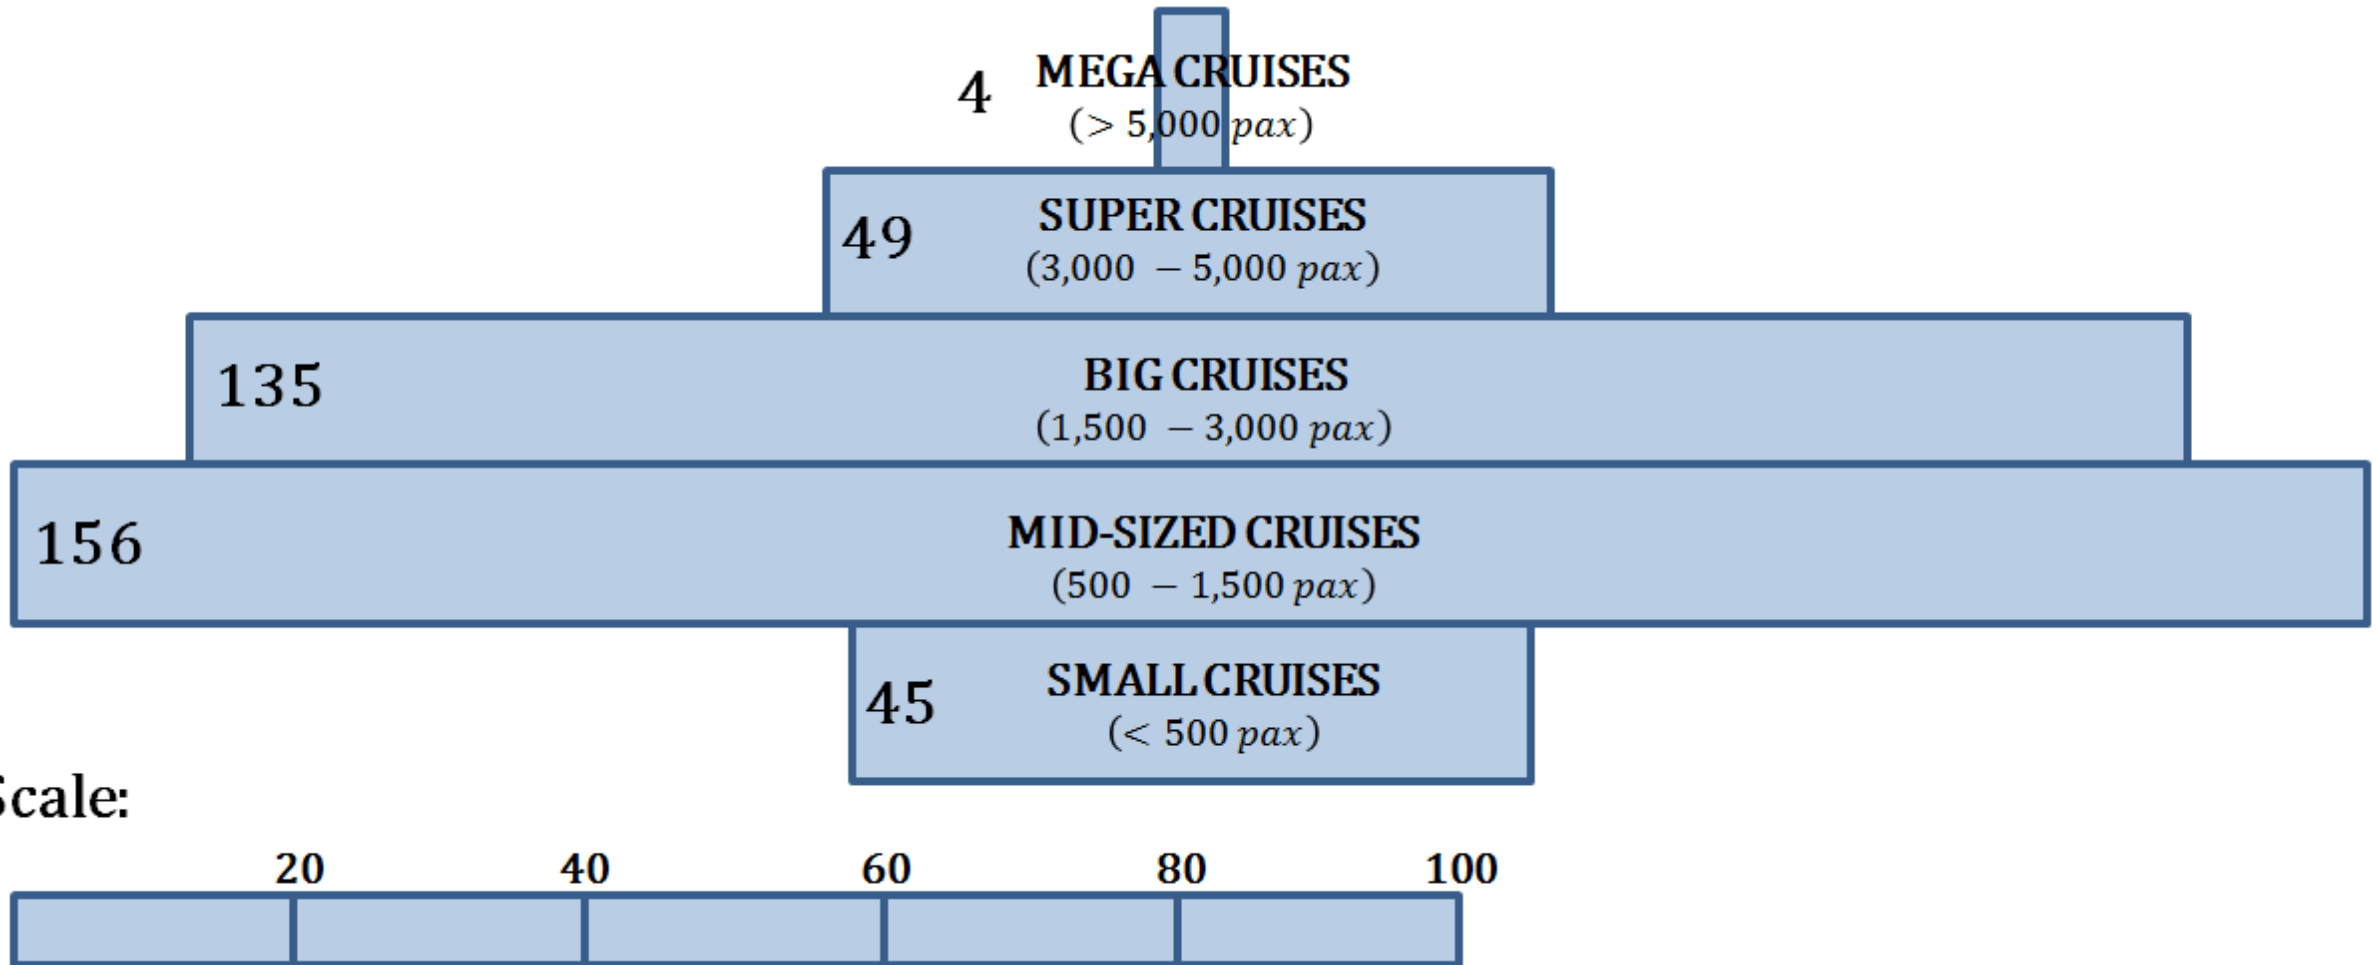 4
MEGA CRUISES
(> 5,000 pax)
49
SUPER CRUISES
(3,000 − 5,000 pax)
135
BIG CRUISES
(1,500 − 3,000 pax)
156
MID-SIZED CRUISES
(500 − 1,500 pax)
45
SMALL CRUISES
(< 500 pax)
Scale:
20 40 60 80 100